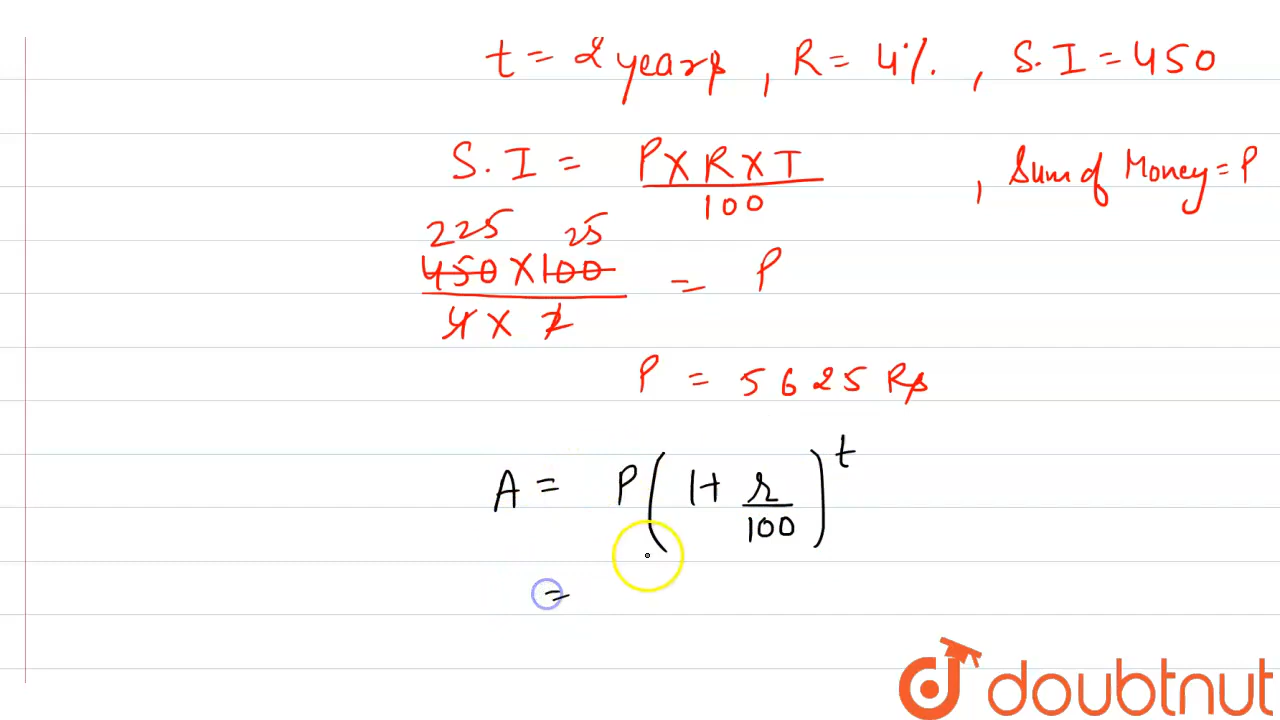 t = 2 years , R = 4% , S.I = 450
S.I = P X R X T / 100 , Sum of Money = P
225 25
450 X 100 / 4 X 2 = P
P = 5625 Rs
A = P ( 1 + r/100 )^t
=
doubtnut